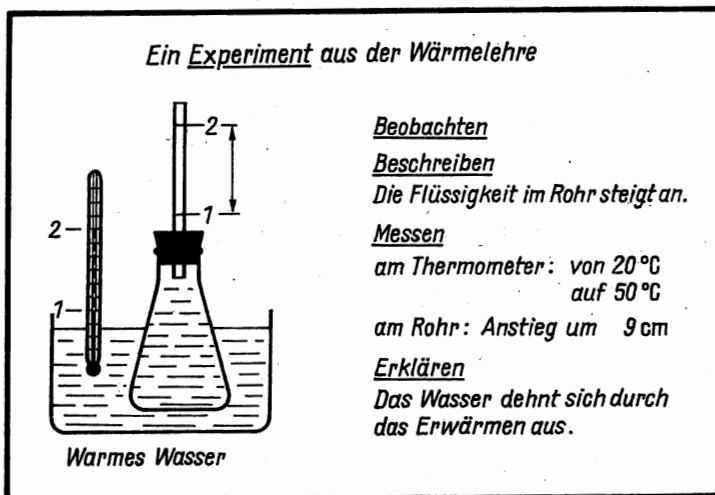 Ein Experiment aus der Wärmelehre
2
1
2
1
Warmes Wasser
Beobachten
Beschreiben
Die Flüssigkeit im Rohr steigt an.
Messen
am Thermometer: von 20°C
auf 50°C
am Rohr: Anstieg um 9 cm
Erklären
Das Wasser dehnt sich durch
das Erwärmen aus.